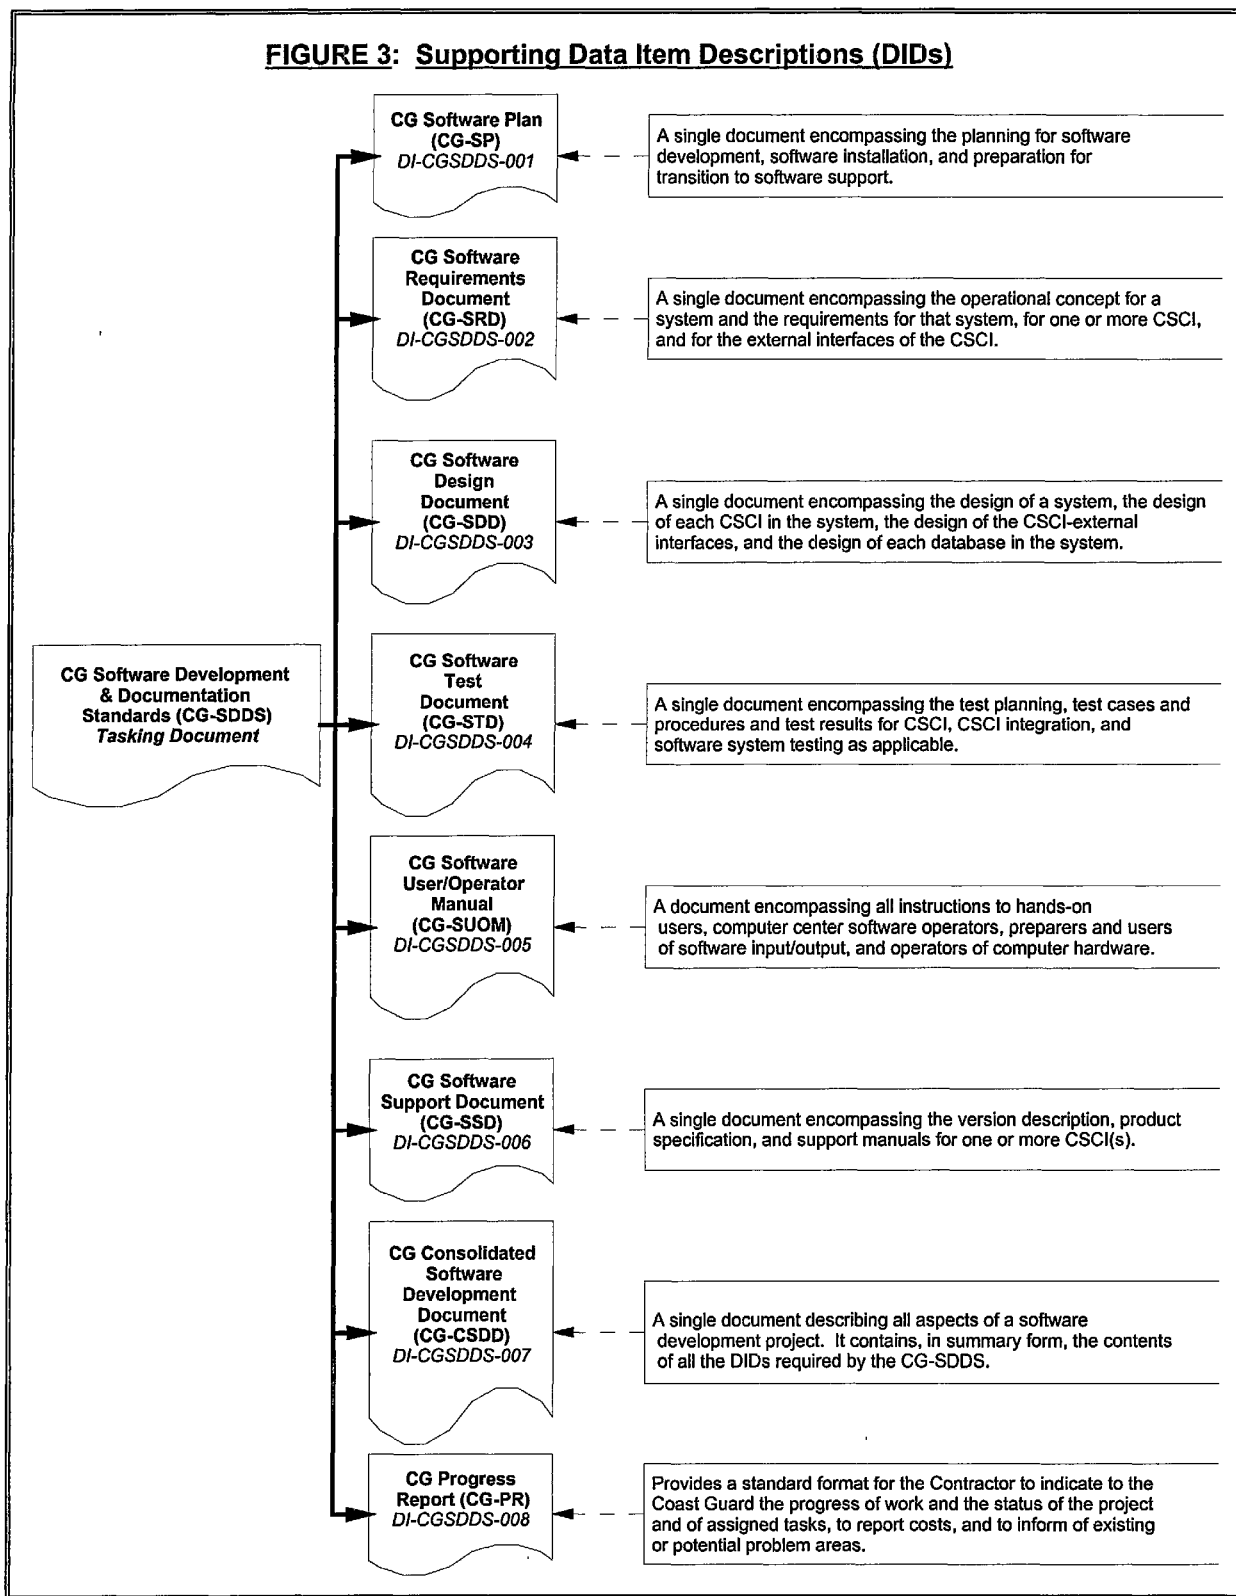 FIGURE 3: Supporting Data Item Descriptions (DIDs)
CG Software Plan
(CG-SP)
DI-CGSDDS-001
A single document encompassing the planning for software
development, software installation, and preparation for
transition to software support.
CG Software
Requirements
Document
(CG-SRD)
DI-CGSDDS-002
A single document encompassing the operational concept for a
system and the requirements for that system, for one or more CSCI,
and for the external interfaces of the CSCI.
CG Software
Design
Document
(CG-SDD)
DI-CGSDDS-003
A single document encompassing the design of a system, the design
of each CSCI in the system, the design of the CSCI-external
interfaces, and the design of each database in the system.
CG Software Development
& Documentation
Standards (CG-SDDS)
Tasking Document
CG Software
Test
Document
(CG-STD)
DI-CGSDDS-004
A single document encompassing the test planning, test cases and
procedures and test results for CSCI, CSCI integration, and
software system testing as applicable.
CG Software
User/Operator
Manual
(CG-SUOM)
DI-CGSDDS-005
A document encompassing all instructions to hands-on
users, computer center software operators, preparers and users
of software input/output, and operators of computer hardware.
CG Software
Support Document
(CG-SSD)
DI-CGSDDS-006
A single document encompassing the version description, product
specification, and support manuals for one or more CSCI(s).
CG Consolidated
Software
Development
Document
(CG-CSDD)
DI-CGSDDS-007
A single document describing all aspects of a software
development project. It contains, in summary form, the contents
of all the DIDs required by the CG-SDDS.
CG Progress
Report (CG-PR)
DI-CGSDDS-008
Provides a standard format for the Contractor to indicate to the
Coast Guard the progress of work and the status of the project
and of assigned tasks, to report costs, and to inform of existing
or potential problem areas.